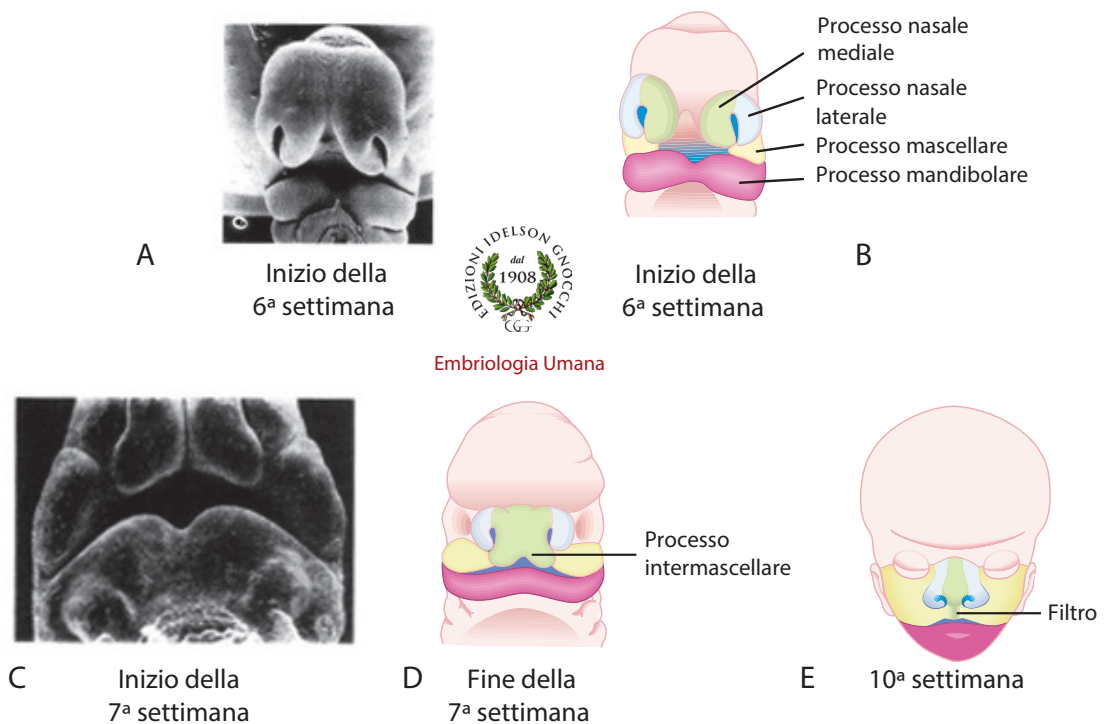 Processo nasale
mediale
Processo nasale
laterale
Processo mascellare
Processo mandibolare
A
B
Inizio della
6ª settimana
EDIZIONI IDELSON GNOCCHI
dal
1908
Inizio della
6ª settimana
Embriologia Umana
Processo
intermascellare
Filtro
C
Inizio della
7ª settimana
D
Fine della
7ª settimana
E
10ª settimana